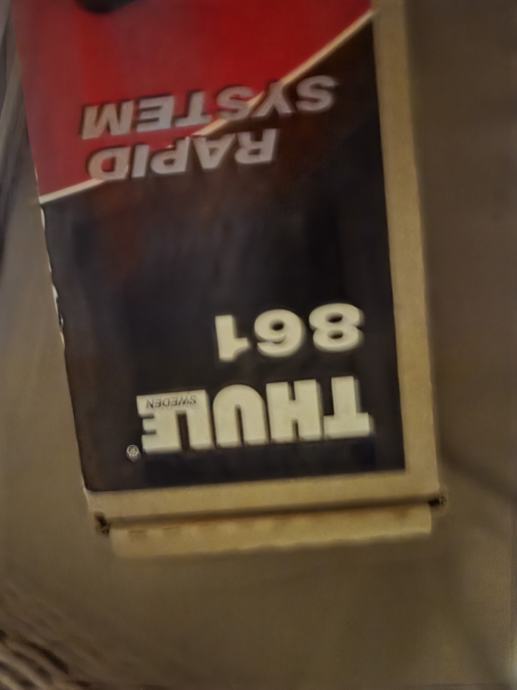 THULE®
SWEDEN
861
RAPID
SYSTEM